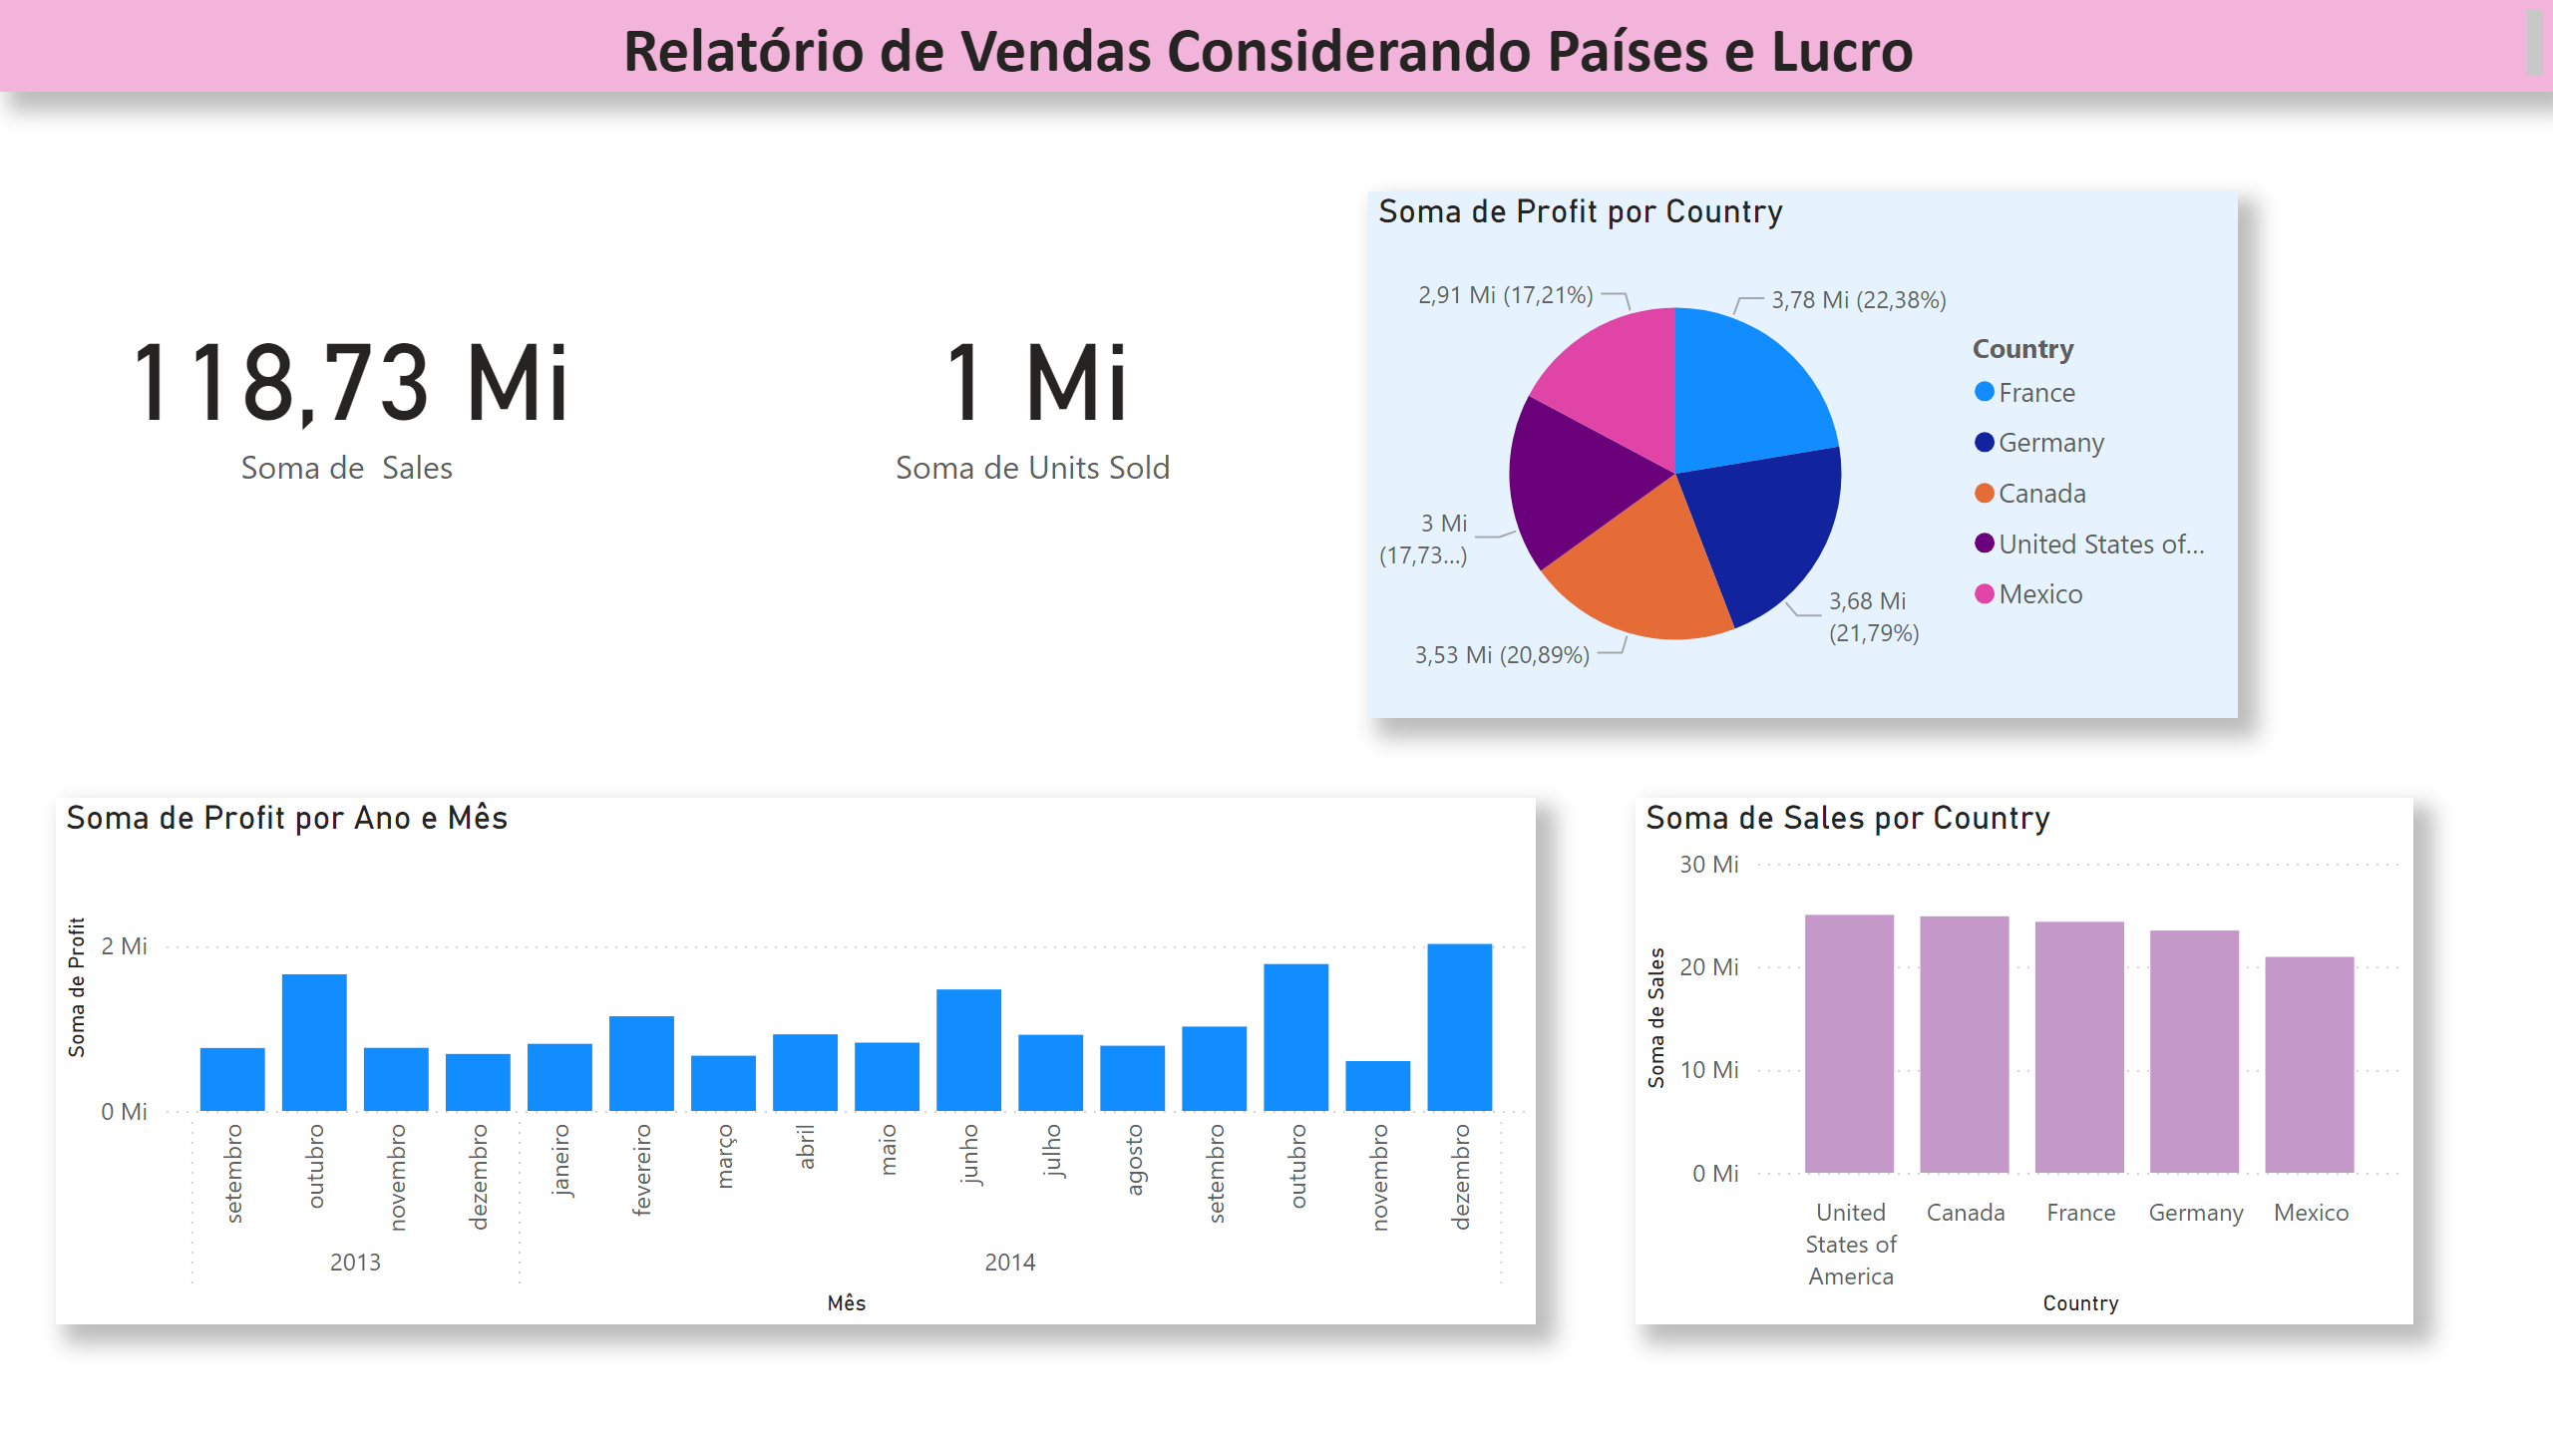 Relatório de Vendas Considerando Países e Lucro
118,73 Mi
Soma de  Sales
1 Mi
Soma de Units Sold
Soma de Profit por Country
2,91 Mi (17,21%)
3,78 Mi (22,38%)
3 Mi
(17,73...)
3,68 Mi
(21,79%)
3,53 Mi (20,89%)
Country
France
Germany
Canada
United States of...
Mexico
Soma de Profit por Ano e Mês
Soma de Profit
2 Mi
0 Mi
setembro
outubro
novembro
dezembro
janeiro
fevereiro
março
abril
maio
junho
julho
agosto
setembro
outubro
novembro
dezembro
2013
2014
Mês
Soma de Sales por Country
Soma de Sales
30 Mi
20 Mi
10 Mi
0 Mi
United
States of
America
Canada
France
Germany
Mexico
Country